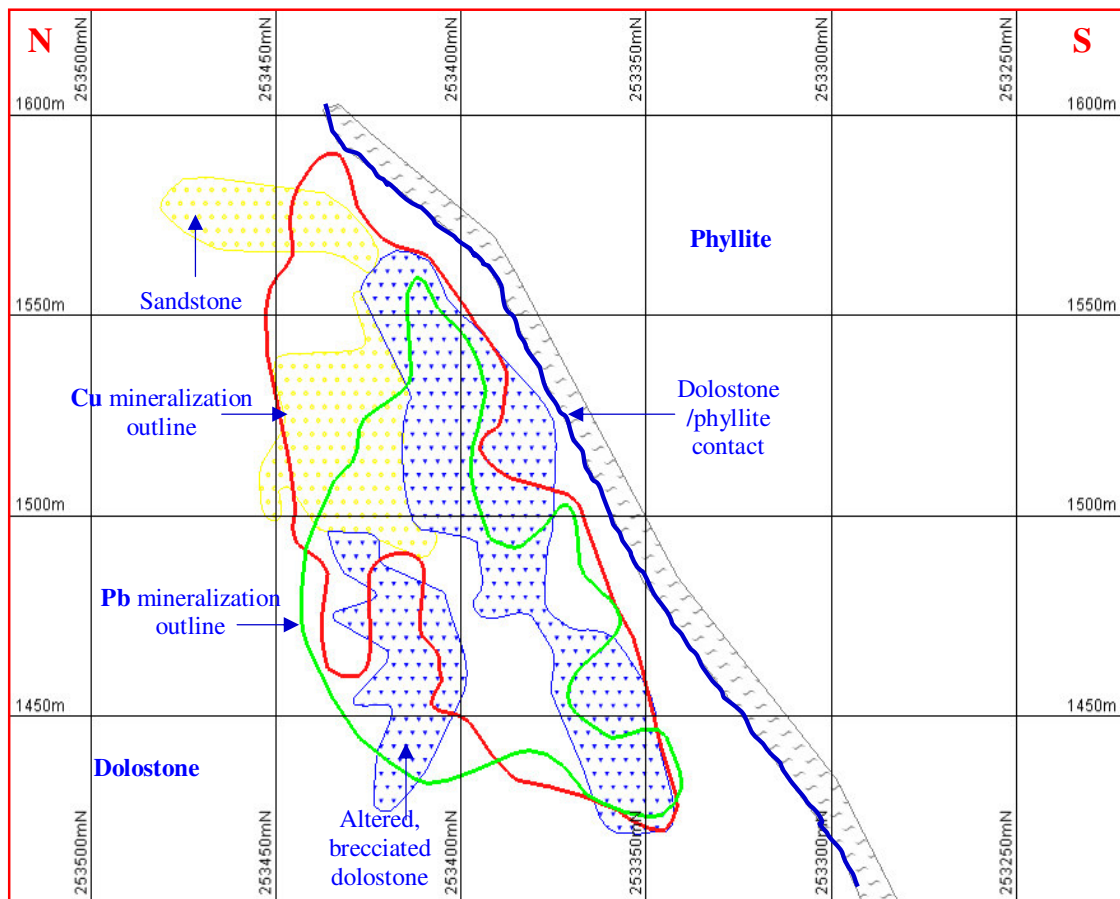 N
S
253500mN
253450mN
253400mN
253350mN
253300mN
253250mN
1600m
1600m
Phyllite
Sandstone
1550m
1550m
Cu mineralization
outline
Dolostone
/phyllite
contact
1500m
1500m
Pb mineralization
outline
1450m
1450m
Dolostone
Altered,
brecciated
dolostone
253500mN
253450mN
253400mN
253350mN
253300mN
253250mN